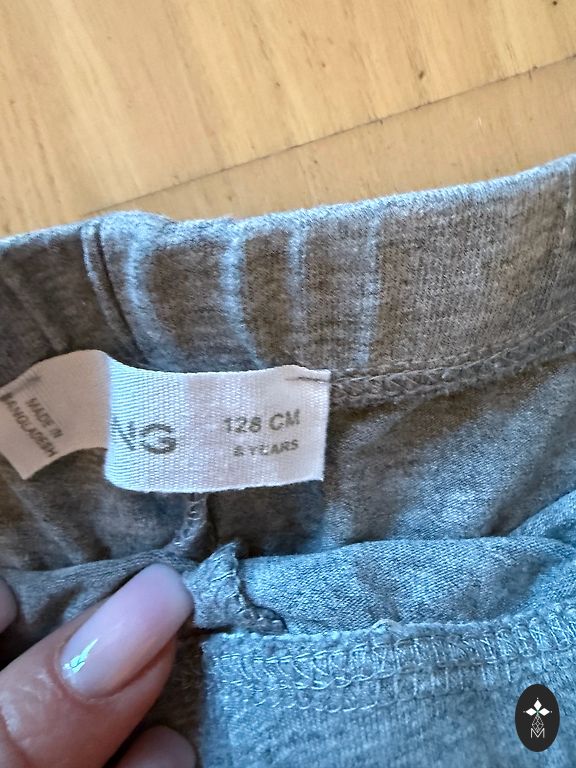 MADE IN
BANGLADESH
NG
128 CM
8 YEARS
M